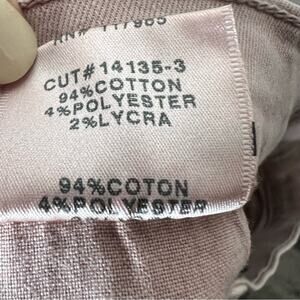 CUT# 14135-3
94%COTTON
4%POLYESTER
2%LYCRA
94%COTON
4%POLYESTER